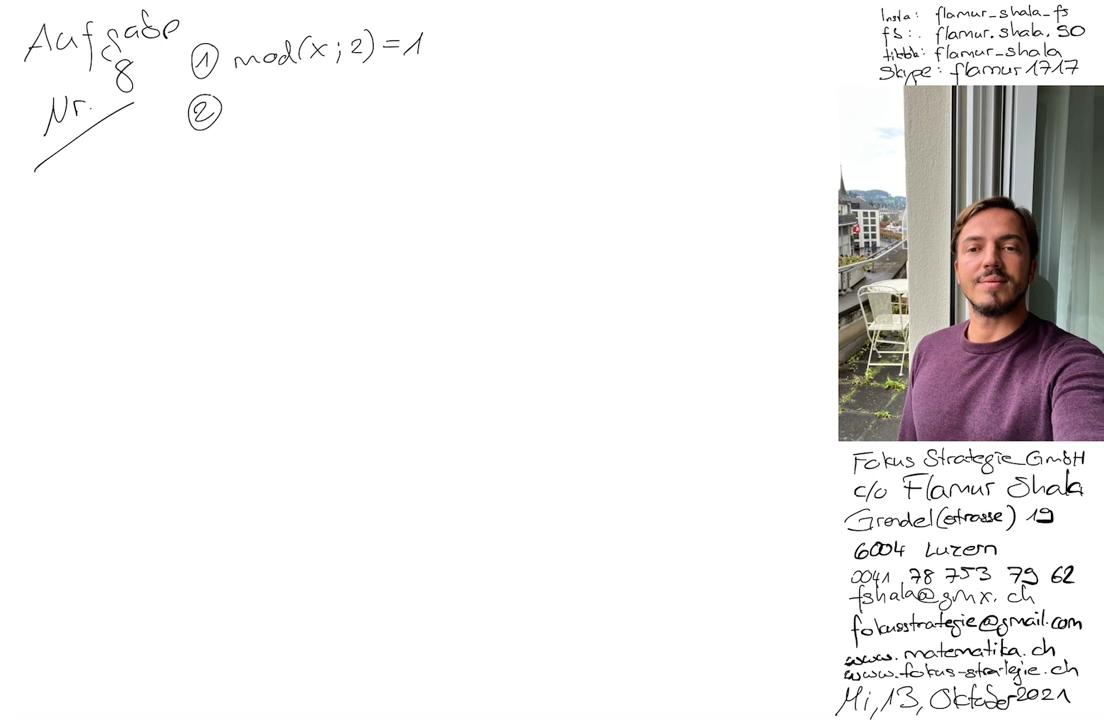 Aufgabe
Nr. 8
① mod(x; 2) = 1
②
Insta: flamur_shala_fs
fs:. flamur.shala.90
tiktok: flamur_shala
Skype: flamur1717
Fokus Strategie GmbH
c/o Flamur Shala
Grendel(strasse) 19
6004 Luzern
0041 78 753 79 62
fshala@gmx.ch
fokusstrategie@gmail.com
www.matematika.ch
www.fokus-strategie.ch
Mi, 13, Oktober 2021